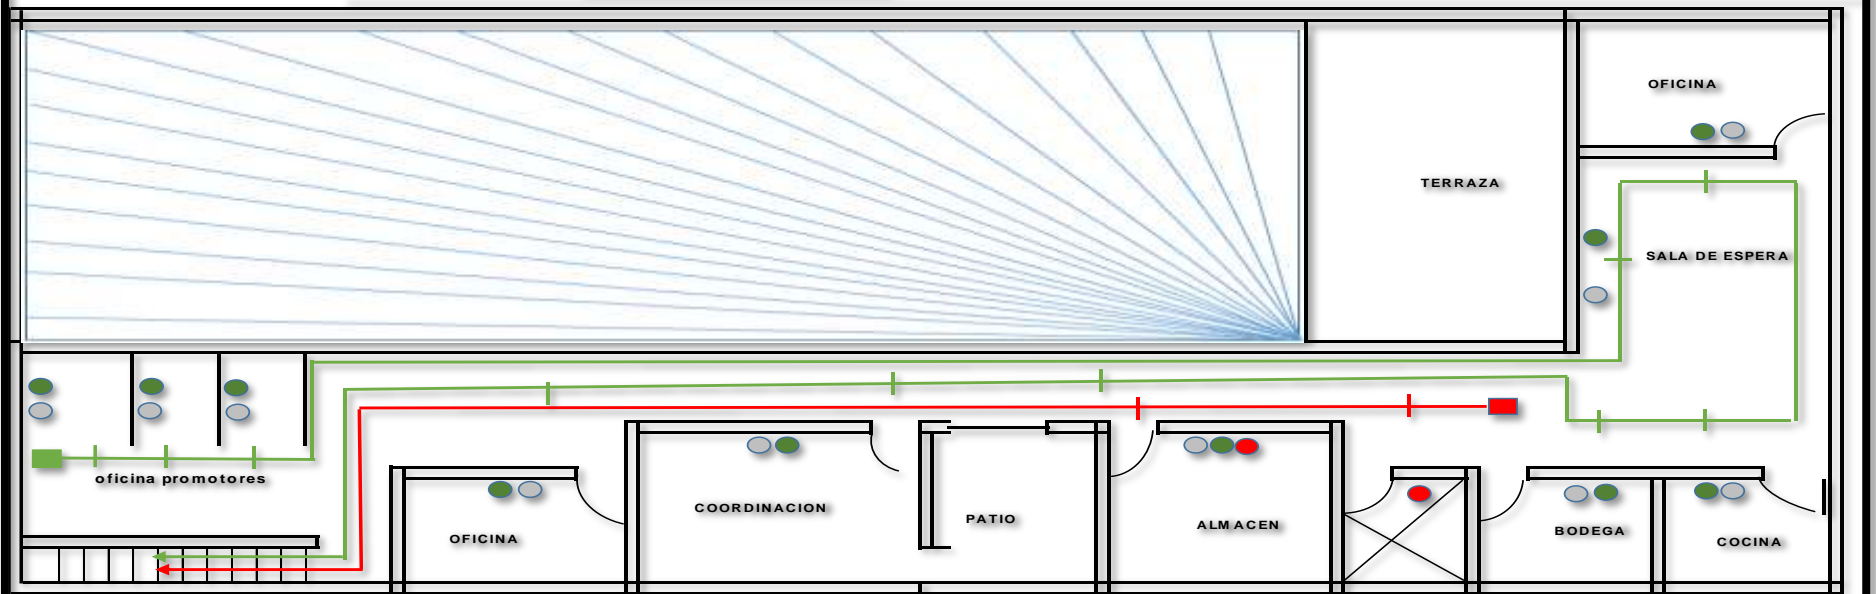 OFICINA
TERRAZA
SALA DE ESPERA
oficina promotores
OFICINA
COORDINACION
PATIO
ALMACEN
BODEGA
COCINA